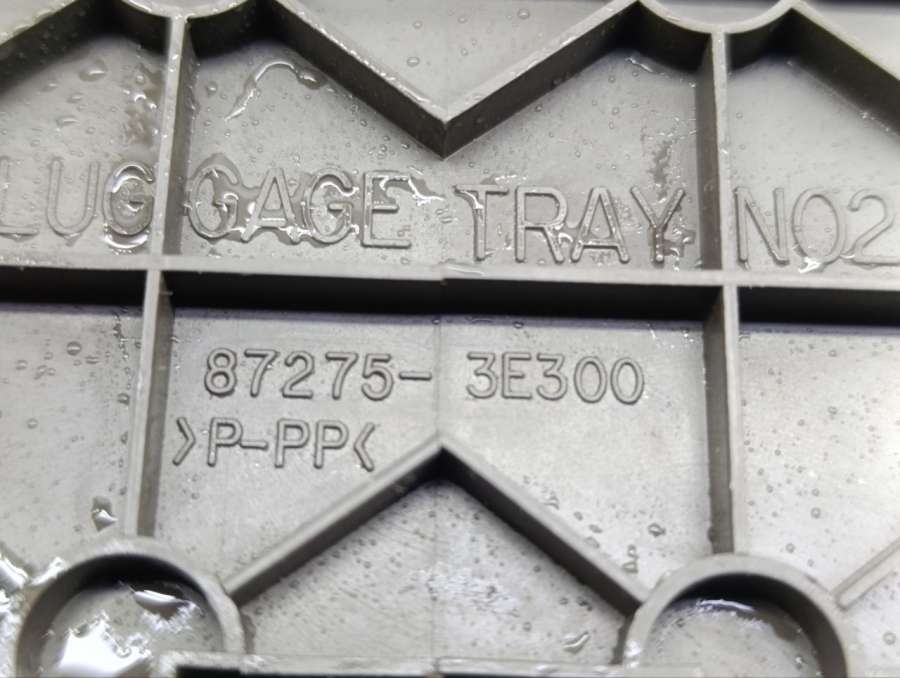 LUGGAGE TRAY NO2
87275-3E300
>P-PP<